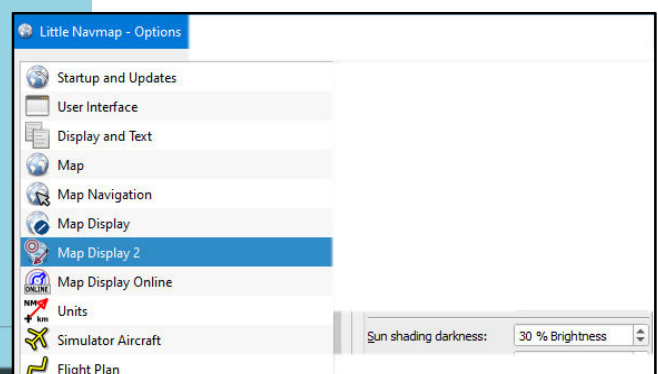 Little Navmap - Options
Startup and Updates
User Interface
Display and Text
Map
Map Navigation
Map Display
Map Display 2
ONLINE
Map Display Online
NM
km
Units
Simulator Aircraft
Sun shading darkness: 30 % Brightness
Flight Plan